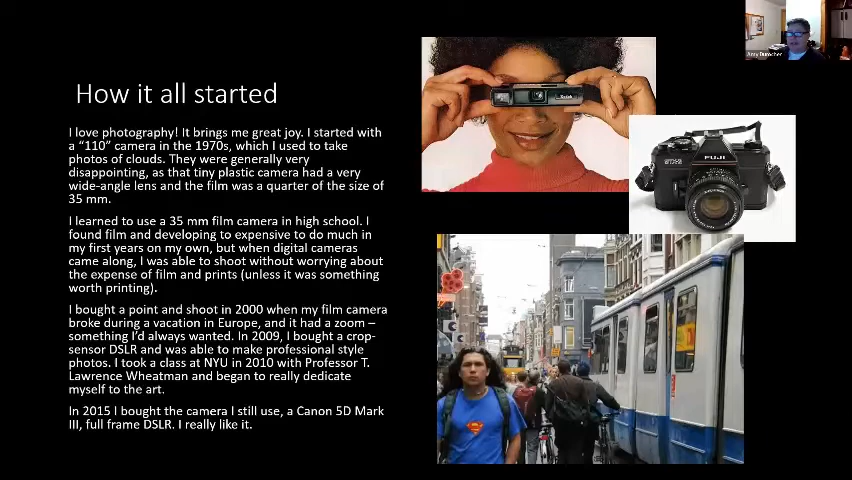 How it all started
I love photography! It brings me great joy. I started with
a "110" camera in the 1970s, which I used to take
photos of clouds. They were generally very
disappointing, as that tiny plastic camera had a very
wide-angle lens and the film was a quarter of the size of
35 mm.
I learned to use a 35 mm film camera in high school. I
found film and developing to expensive to do much in
my first years on my own, but when digital cameras
came along, I was able to shoot without worrying about
the expense of film and prints (unless it was something
worth printing).
I bought a point and shoot in 2000 when my film camera
broke during a vacation in Europe, and it had a zoom –
something I'd always wanted. In 2009, I bought a crop-
sensor DSLR and was able to make professional style
photos. I took a class at NYU in 2010 with Professor T.
Lawrence Wheatman and began to really dedicate
myself to the art.
In 2015 I bought the camera I still use, a Canon 5D Mark
III, full frame DSLR. I really like it.
Kodak
FUJI
Amy Durocher